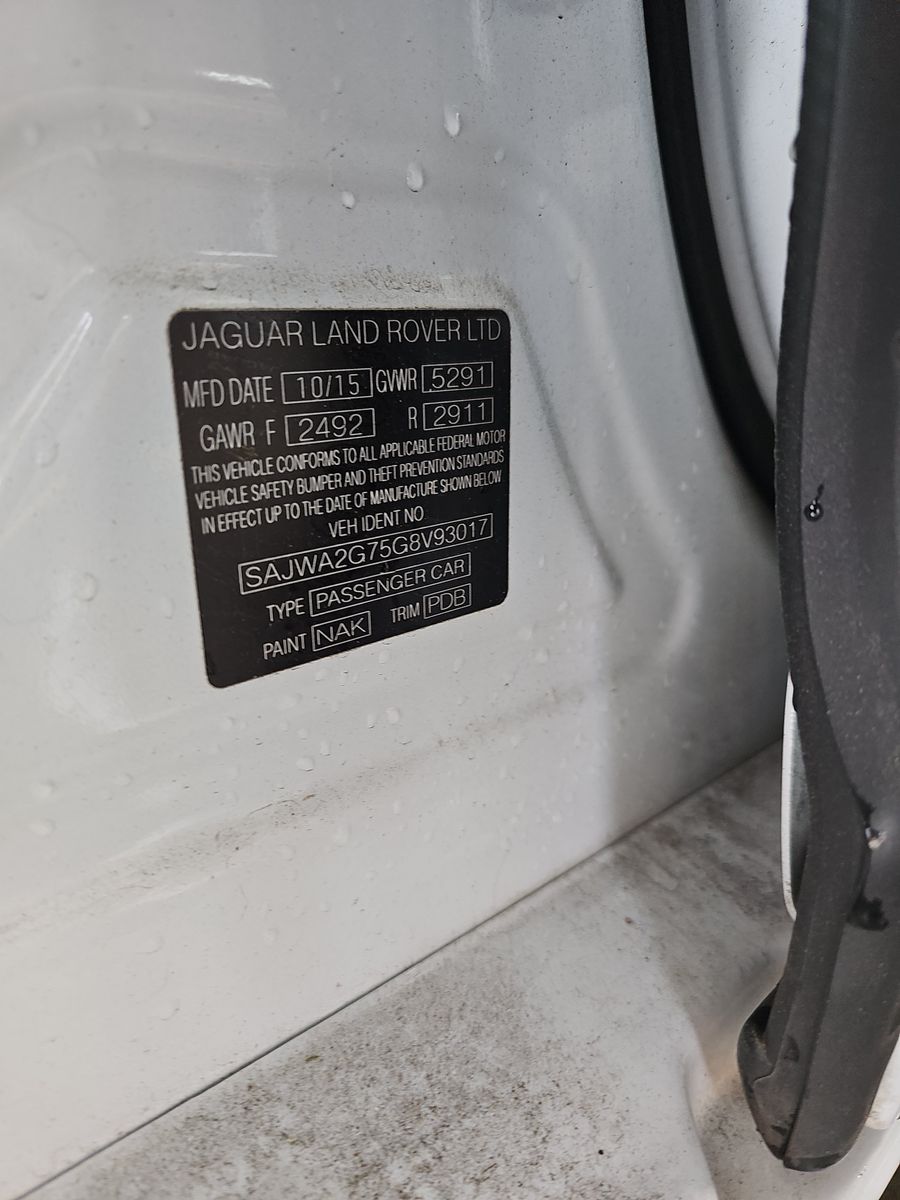 JAGUAR LAND ROVER LTD
MFD DATE 10/15 GVWR 5291
GAWR F 2492 R 2911
THIS VEHICLE CONFORMS TO ALL APPLICABLE FEDERAL MOTOR
VEHICLE SAFETY BUMPER AND THEFT PREVENTION STANDARDS
IN EFFECT UP TO THE DATE OF MANUFACTURE SHOWN BELOW
VEH IDENT NO
SAJWA2G75G8V93017
TYPE PASSENGER CAR
PAINT NAK TRIM PDB